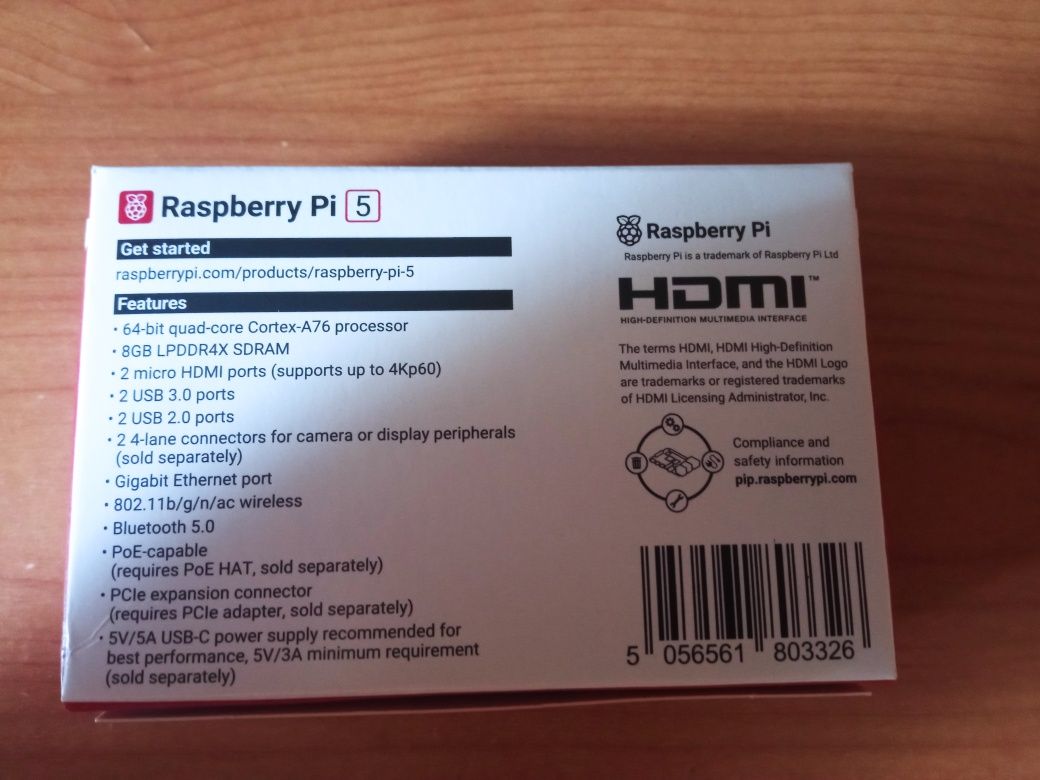 Raspberry Pi 5
Get started
raspberrypi.com/products/raspberry-pi-5
Features
• 64-bit quad-core Cortex-A76 processor
• 8GB LPDDR4X SDRAM
• 2 micro HDMI ports (supports up to 4Kp60)
• 2 USB 3.0 ports
• 2 USB 2.0 ports
• 2 4-lane connectors for camera or display peripherals
(sold separately)
• Gigabit Ethernet port
• 802.11b/g/n/ac wireless
• Bluetooth 5.0
• PoE-capable
(requires PoE HAT, sold separately)
• PCIe expansion connector
(requires PCIe adapter, sold separately)
• 5V/5A USB-C power supply recommended for
best performance, 5V/3A minimum requirement
(sold separately)
Raspberry Pi
Raspberry Pi is a trademark of Raspberry Pi Ltd
HDMI™
HIGH-DEFINITION MULTIMEDIA INTERFACE
The terms HDMI, HDMI High-Definition
Multimedia Interface, and the HDMI Logo
are trademarks or registered trademarks
of HDMI Licensing Administrator, Inc.
Compliance and
safety information
pip.raspberrypi.com
5 056561 803326